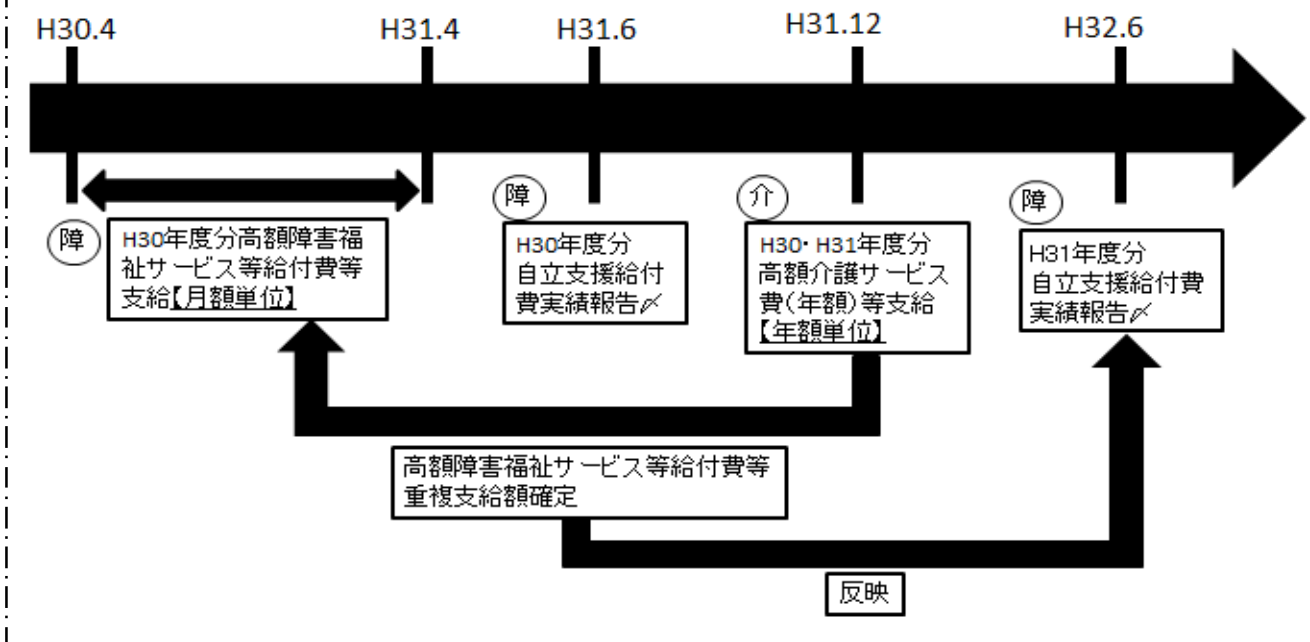 H30.4
H31.4
H31.6
H31.12
H32.6
障
H30年度分高額障害福
祉サービス等給付費等
支給【月額単位】
障
H30年度分
自立支援給付
費実績報告〆
介
H30・H31年度分
高額介護サービス
費(年額)等支給
【年額単位】
障
H31年度分
自立支援給付費
実績報告〆
高額障害福祉サービス等給付費等
重複支給額確定
反映